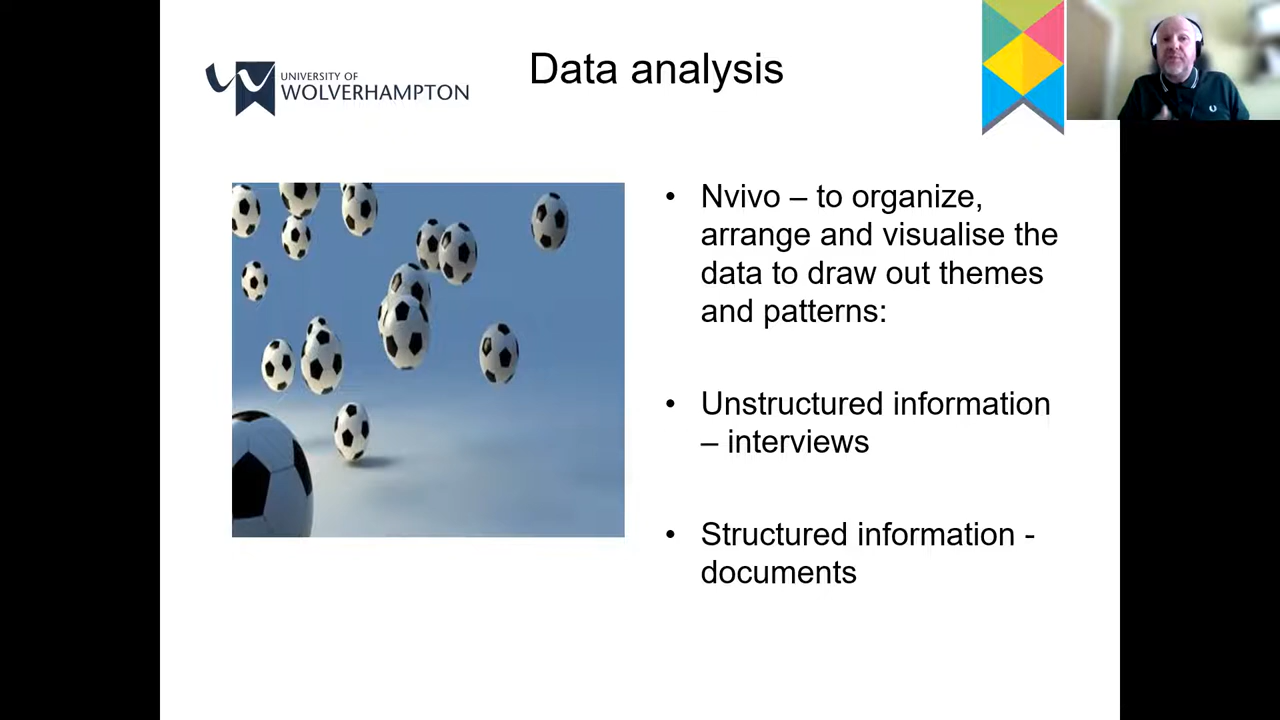 UNIVERSITY OF
WOLVERHAMPTON
Data analysis
• Nvivo – to organize,
arrange and visualise the
data to draw out themes
and patterns:
• Unstructured information
– interviews
• Structured information -
documents